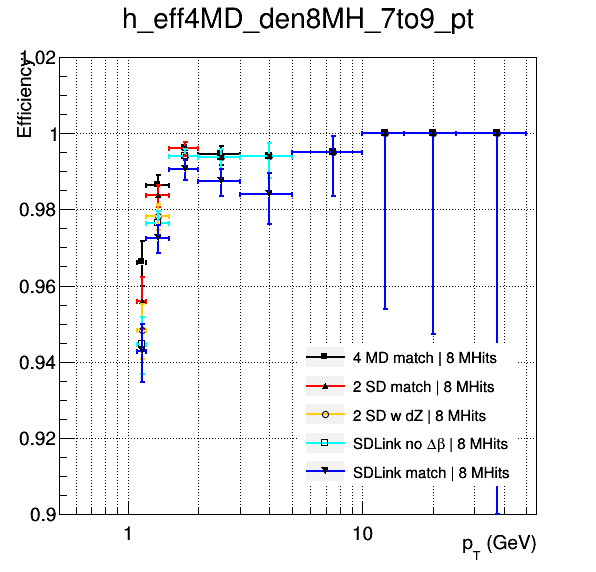 h_eff4MD_den8MH_7to9_pt
Efficiency
1.02
1
0.98
0.96
0.94
0.92
0.9
4 MD match | 8 MHits
2 SD match | 8 MHits
2 SD w dZ | 8 MHits
SDLink no Δβ | 8 MHits
SDLink match | 8 MHits
1
10
p_T (GeV)